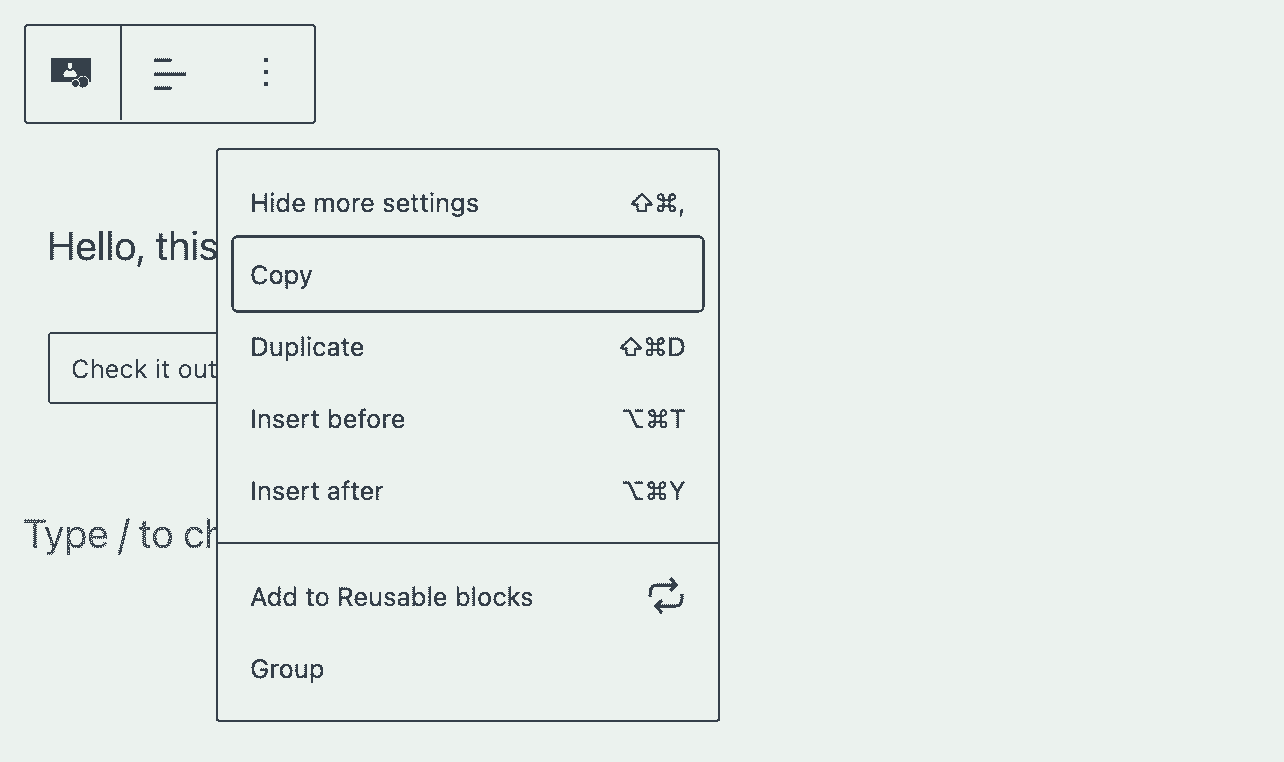 Hide more settings ⇧⌘,
Hello, this
Copy
Check it out
Duplicate ⇧⌘D
Insert before ⌥⌘T
Insert after ⌥⌘Y
Type / to ch
Add to Reusable blocks
Group